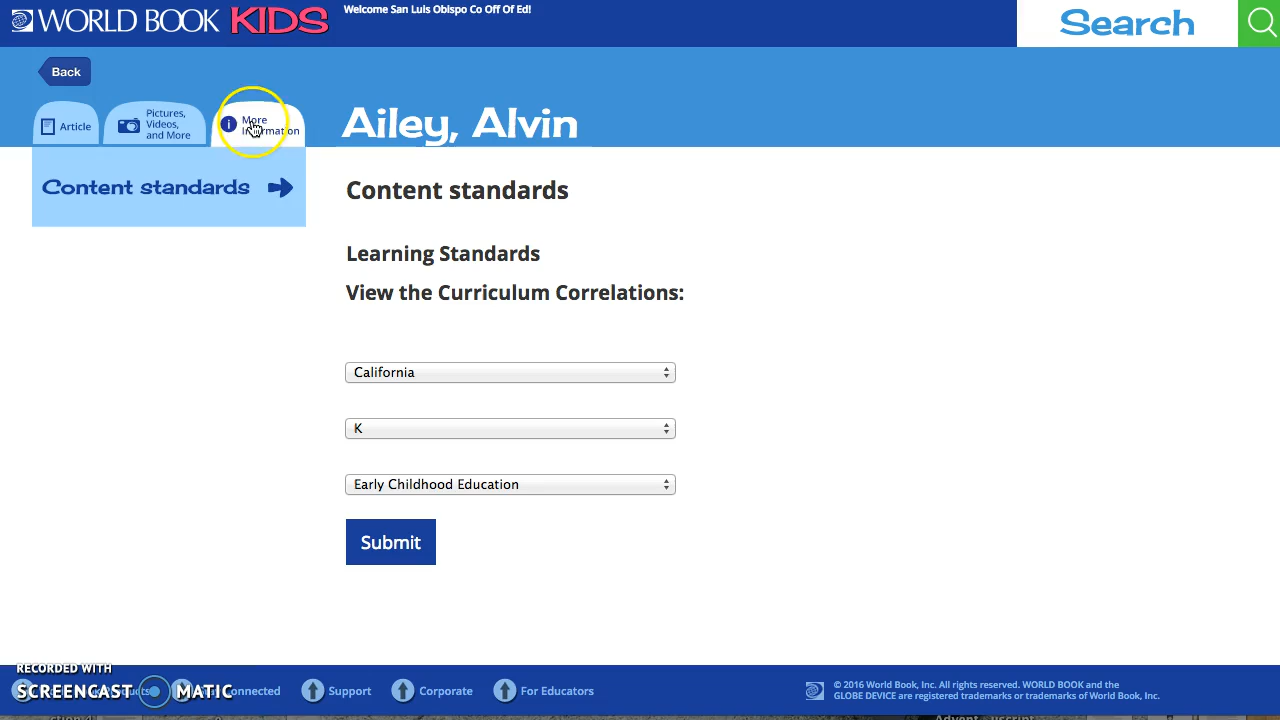 WORLD BOOK KIDS
Welcome San Luis Obispo Co Off Of Ed!
Search
Back
Article
Pictures,
Videos,
and More
More
Information
Ailey, Alvin
Content standards
Content standards
Learning Standards
View the Curriculum Correlations:
California
K
Early Childhood Education
Submit
RECORDED WITH
SCREENCAST MATIC
Support
Corporate
For Educators
© 2016 World Book, Inc. All rights reserved. WORLD BOOK and the
GLOBE DEVICE are registered trademarks or trademarks of World Book, Inc.